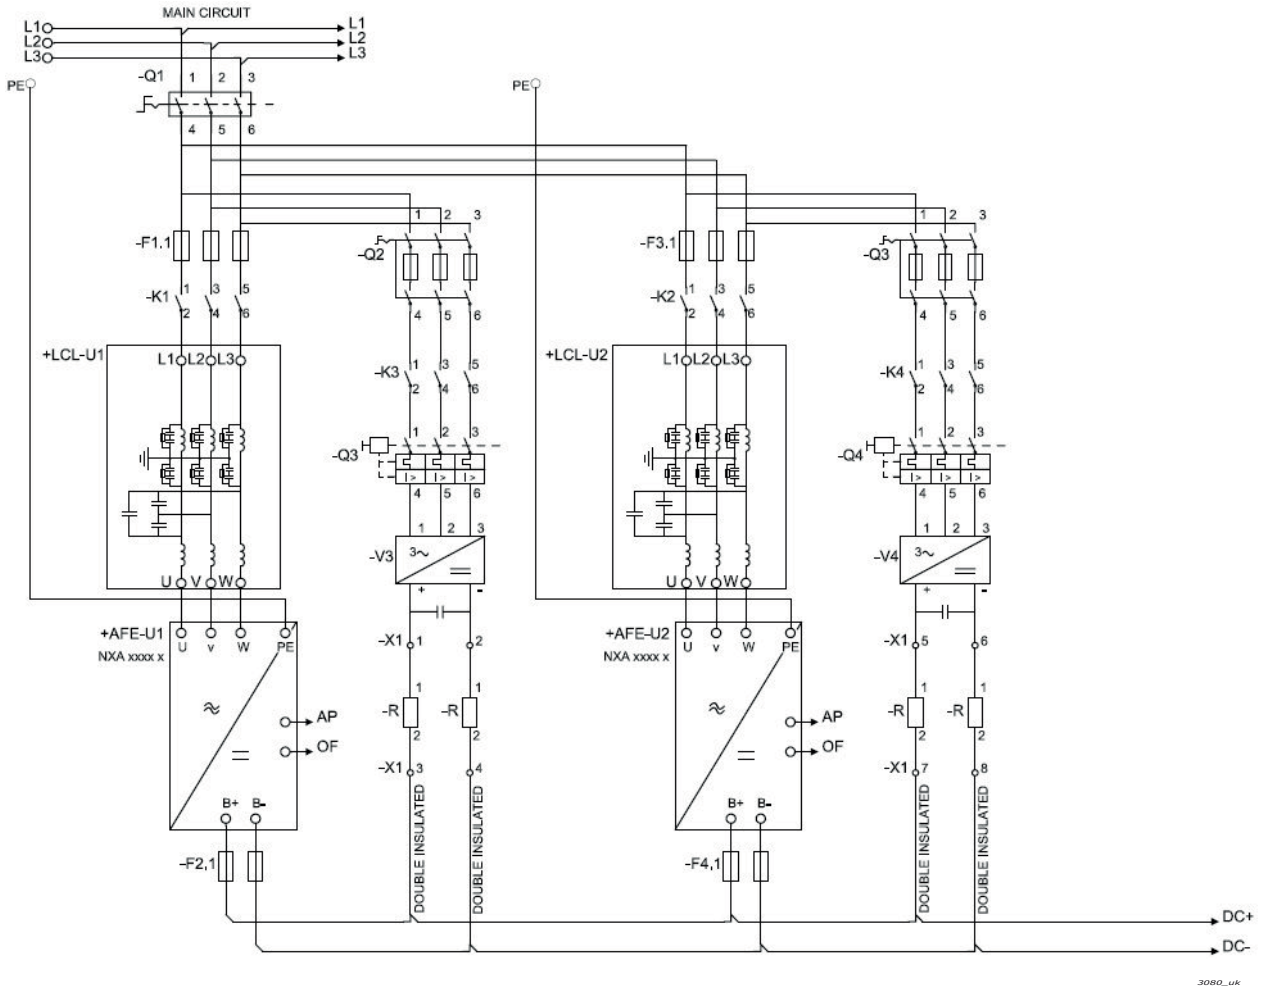 MAIN CIRCUIT
L1 L1
L2 L2
L3 L3
-Q1 1 2 3
PE PE
4 5 6
1 2 3 1 2 3
-F1.1 -Q2 -F3.1 -Q3
-K1 1 3 5 -K2 1 3 5
2 4 6 4 5 6 2 4 6 4 5 6
+LCL-U1 L1 L2 L3 +LCL-U2 L1 L2 L3
-K3 1 3 5 -K4 1 3 5
2 4 6 2 4 6
1 2 3 1 2 3
-Q3 -Q4
I> I> I> I> I> I>
4 5 6 4 5 6
1 2 3 1 2 3
-V3 3~ -V4 3~
U V W U V W
+ - + -
+AFE-U1 -X1 1 2 +AFE-U2 -X1 5 6
NXA xxxx x U v W PE NXA xxxx x U v W PE
1 1 1 1
-R -R -R -R
AP AP
2 2 2 2
OF OF
-X1 3 4 -X1 7 8
B+ B- B+ B-
DOUBLE INSULATED DOUBLE INSULATED DOUBLE INSULATED DOUBLE INSULATED
-F2,1 -F4,1
DC+
DC-
3080_uk